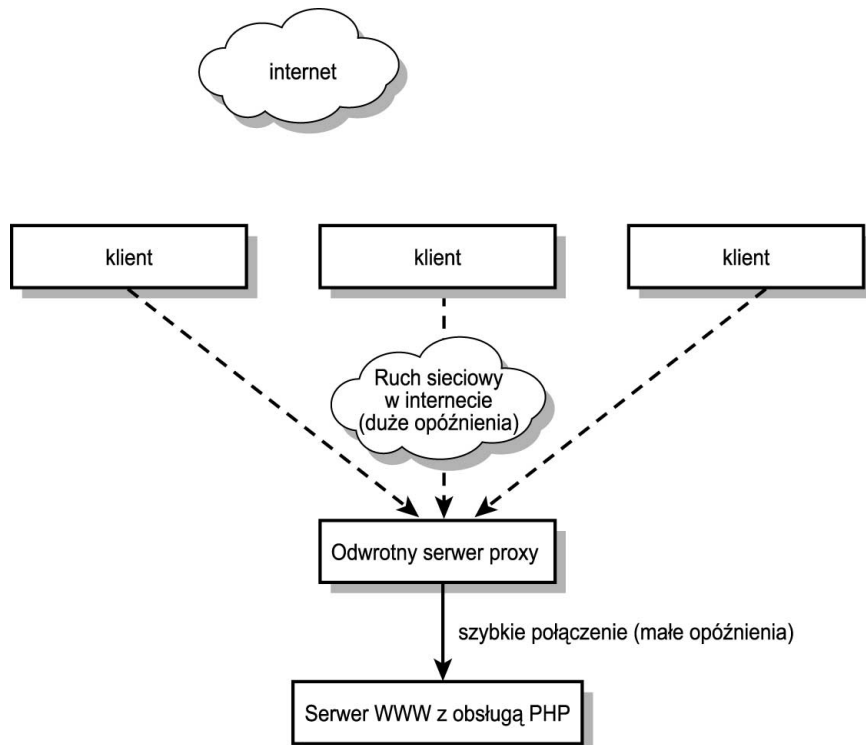 internet
klient
klient
klient
Ruch sieciowy
w internecie
(duże opóźnienia)
Odwrotny serwer proxy
szybkie połączenie (małe opóźnienia)
Serwer WWW z obsługą PHP